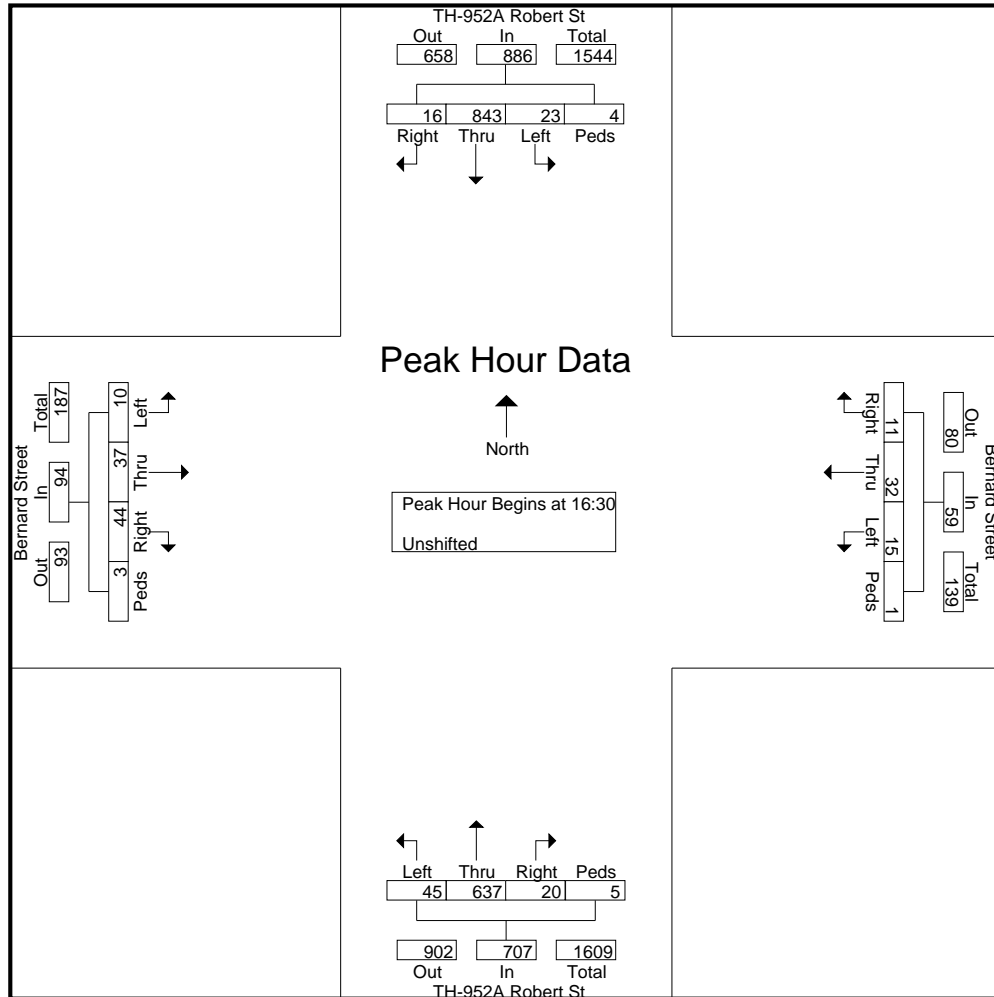 TH-952A Robert St
Out In Total
658 886 1544
16 843 23 4
Right Thru Left Peds
Peak Hour Data
North
Peak Hour Begins at 16:30
Unshifted
Bernard Street
Out In Total
93 94 187
3 44 37 10
Peds Right Thru Left
Bernard Street
Out In Total
80 59 139
11 32 15 1
Right Thru Left Peds
Left Thru Right Peds
45 637 20 5
902 707 1609
Out In Total
TH-952A Robert St